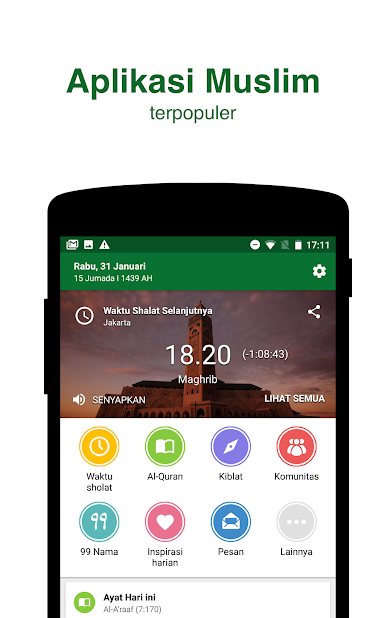 Aplikasi Muslim
terpopuler
17:11
Rabu, 31 Januari
15 Jumada I 1439 AH
Waktu Shalat Selanjutnya
Jakarta
18.20 (-1:08:43)
Maghrib
SENYAPKAN LIHAT SEMUA
Waktu
sholat
Al-Quran
Kiblat
Komunitas
99
99 Nama
Inspirasi
harian
Pesan
Lainnya
Ayat Hari ini
Al-A'raaf (7:170)